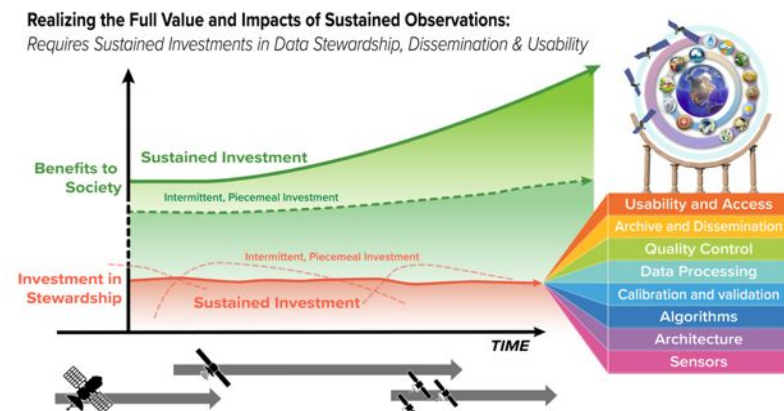 Realizing the Full Value and Impacts of Sustained Observations:
Requires Sustained Investments in Data Stewardship, Dissemination & Usability
Benefits to
Society
Sustained Investment
Intermittent, Piecemeal Investment
Intermittent, Piecemeal Investment
Investment in
Stewardship
Sustained Investment
TIME
Usability and Access
Archive and Dissemination
Quality Control
Data Processing
Calibration and validation
Algorithms
Architecture
Sensors